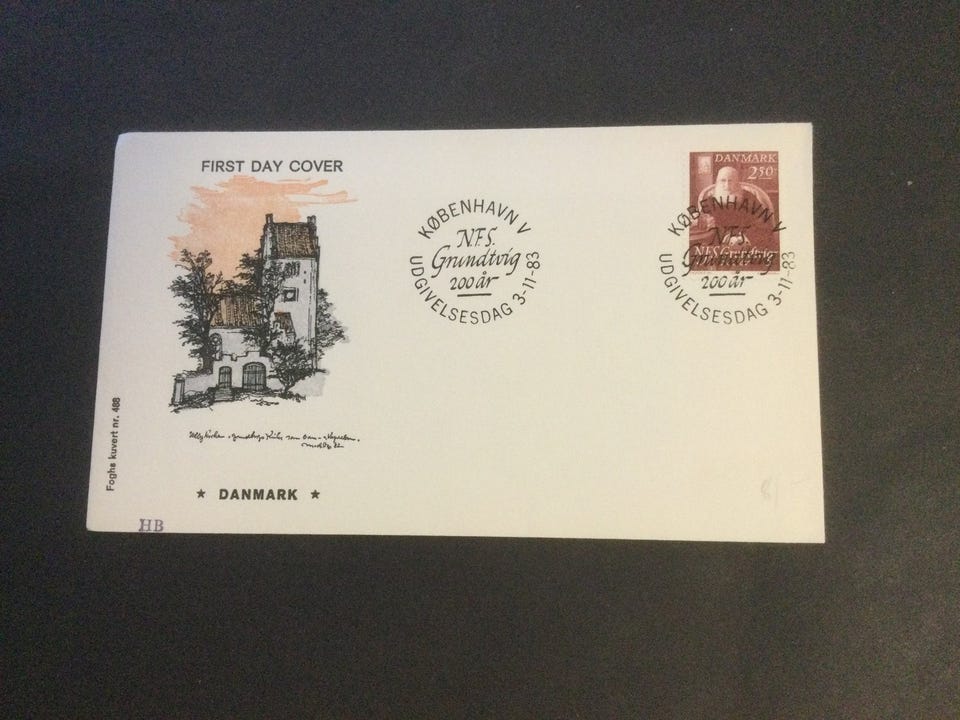 FIRST DAY COVER
DANMARK
2.50
N.F.S. Grundtvig
KØBENHAVN V
N.F.S.
Grundtvig
200 år
UDGIVELSESDAG 3-11-83
KØBENHAVN V
N.F.S.
Grundtvig
200 år
UDGIVELSESDAG 3-11-83
Foghs kuvert nr. 488
★ DANMARK ★
HB